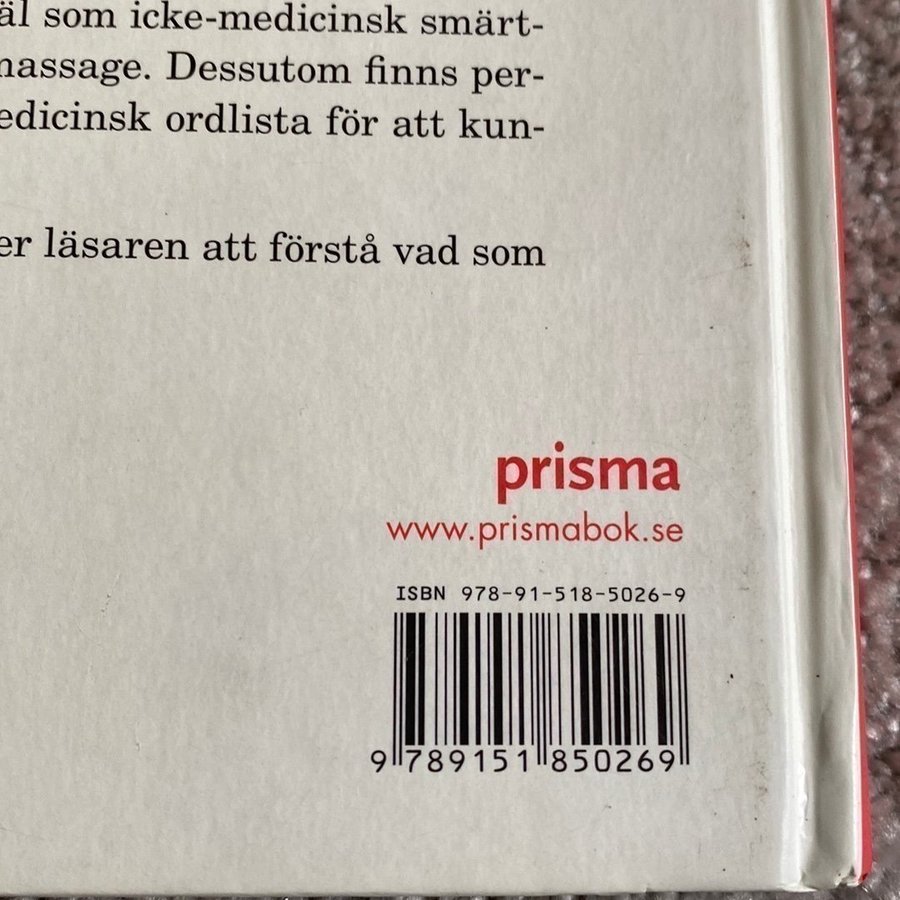 äl som icke-medicinsk smärt-
massage. Dessutom finns per-
edicinsk ordlista för att kun-
er läsaren att förstå vad som
prisma
www.prismabok.se
ISBN 978-91-518-5026-9
9 789151 850269